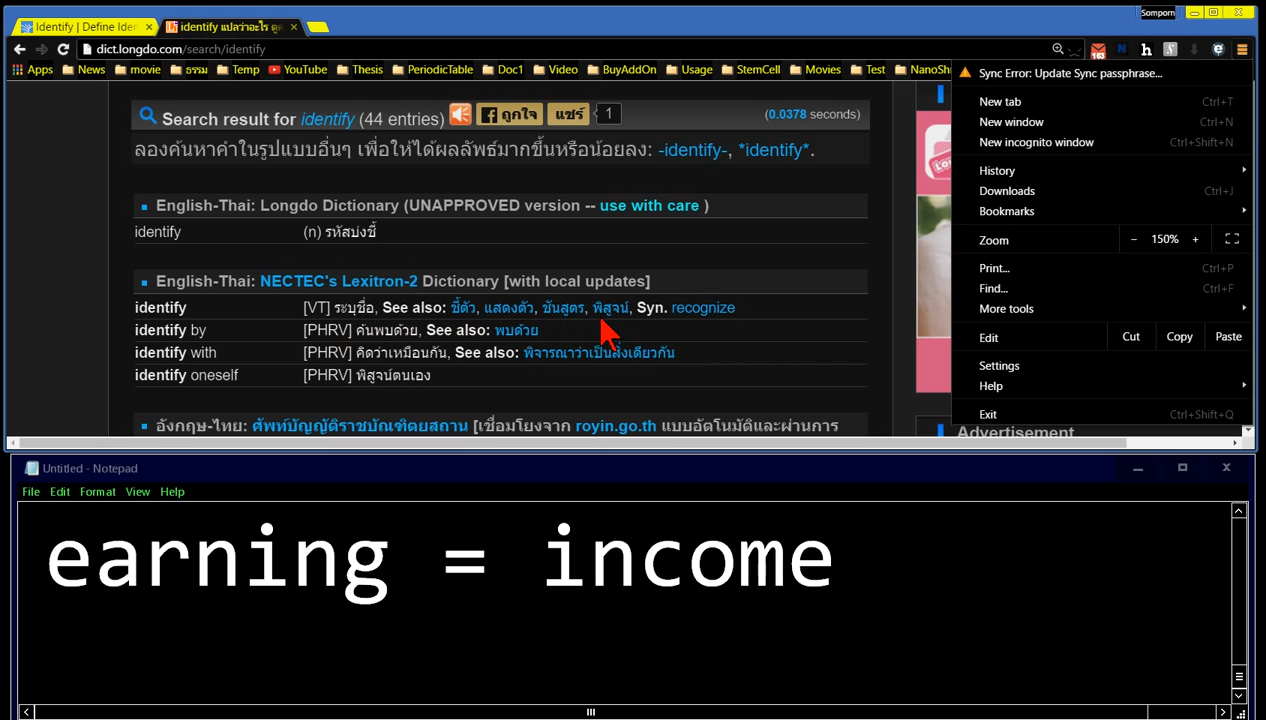 Somporn
Identify | Define Iden
identify แปลว่าอะไร ดูค
dict.longdo.com/search/identify
163
Apps News movie ธรรม Temp YouTube Thesis PeriodicTable Doc1 Video BuyAddOn Usage StemCell Movies Test NanoShi
Search result for identify (44 entries) ถูกใจ แชร์ 1 (0.0378 seconds)
ลองค้นหาคำในรูปแบบอื่นๆ เพื่อให้ได้ผลลัพธ์มากขึ้นหรือน้อยลง: -identify-, *identify*.
English-Thai: Longdo Dictionary (UNAPPROVED version -- use with care )
identify (n) รหัสบ่งชี้
English-Thai: NECTEC's Lexitron-2 Dictionary [with local updates]
identify [VT] ระบุชื่อ, See also: ชี้ตัว, แสดงตัว, ชันสูตร, พิสูจน์, Syn. recognize
identify by [PHRV] ค้นพบด้วย, See also: พบด้วย
identify with [PHRV] คิดว่าเหมือนกัน, See also: พิจารณาว่าเป็นสิ่งเดียวกัน
identify oneself [PHRV] พิสูจน์ตนเอง
อังกฤษ-ไทย: ศัพท์บัญญัติราชบัณฑิตยสถาน [เชื่อมโยงจาก royin.go.th แบบอัตโนมัติและผ่านการ
Sync Error: Update Sync passphrase...
New tab Ctrl+T
New window Ctrl+N
New incognito window Ctrl+Shift+N
History
Downloads Ctrl+J
Bookmarks
Zoom − 150% +
Print... Ctrl+P
Find... Ctrl+F
More tools
Edit Cut Copy Paste
Settings
Help
Exit Ctrl+Shift+Q
Advertisement
Untitled - Notepad
File Edit Format View Help
earning = income